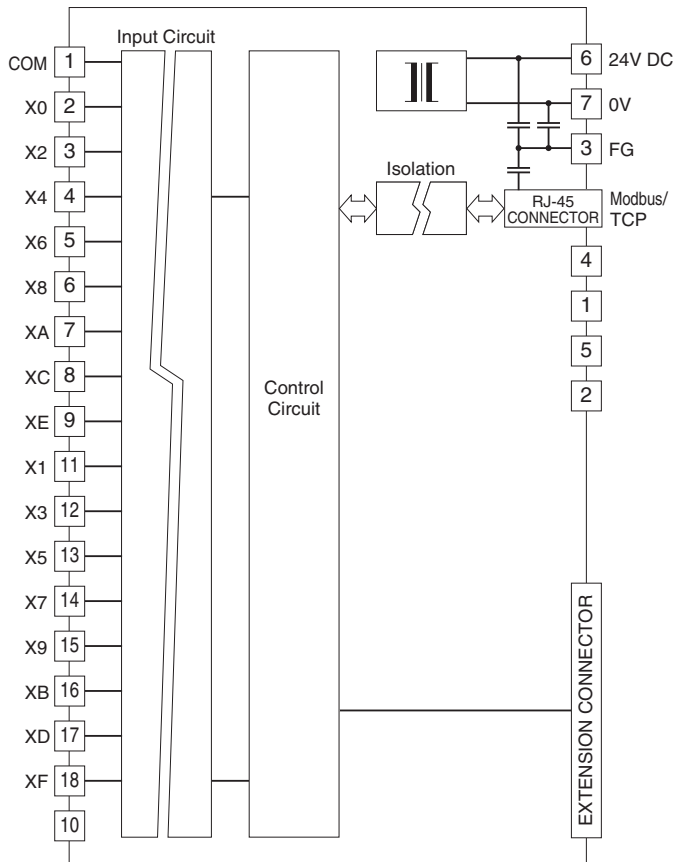 Input Circuit
COM 1
X0 2
X2 3
X4 4
X6 5
X8 6
XA 7
XC 8
XE 9
X1 11
X3 12
X5 13
X7 14
X9 15
XB 16
XD 17
XF 18
10
Control
Circuit
Isolation
6 24V DC
7 0V
3 FG
RJ-45
CONNECTOR
Modbus/
TCP
4
1
5
2
EXTENSION CONNECTOR